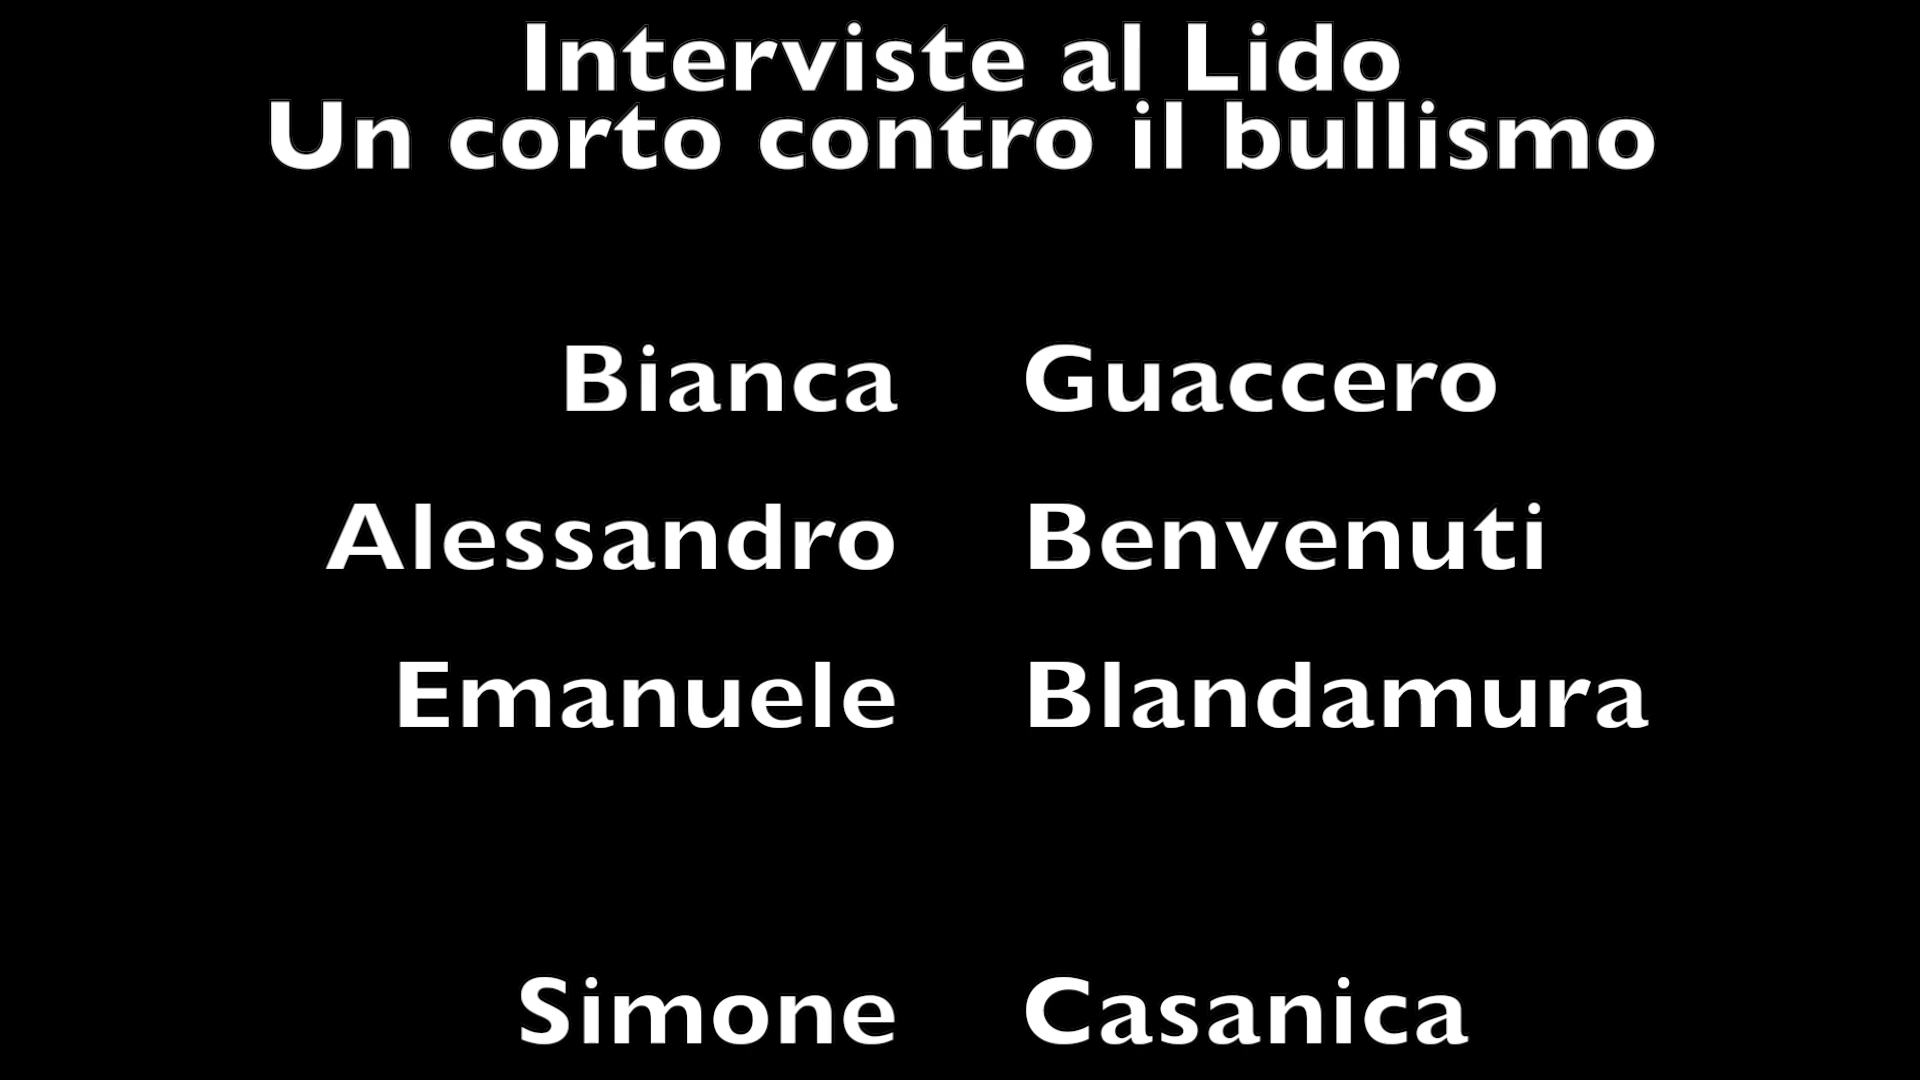 Interviste al Lido
Un corto contro il bullismo
Bianca Guaccero
Alessandro Benvenuti
Emanuele Blandamura
Simone Casanica